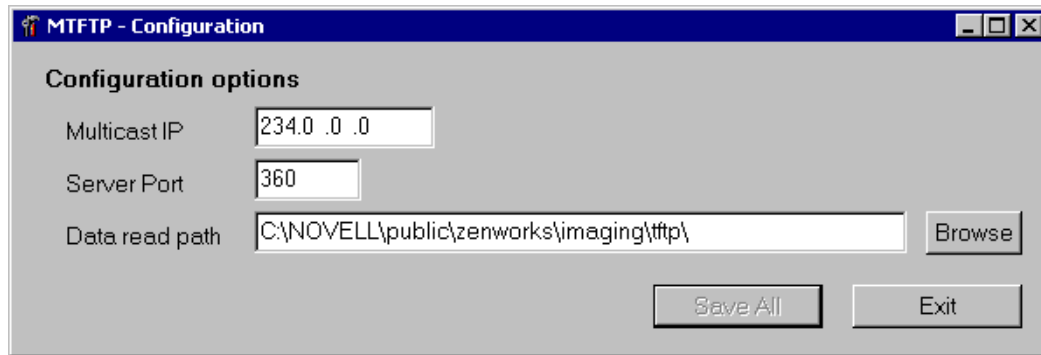 MTFTP - Configuration
Configuration options
Multicast IP 234.0 .0 .0
Server Port 360
Data read path C:\NOVELL\public\zenworks\imaging\tftp\ Browse
Save All Exit